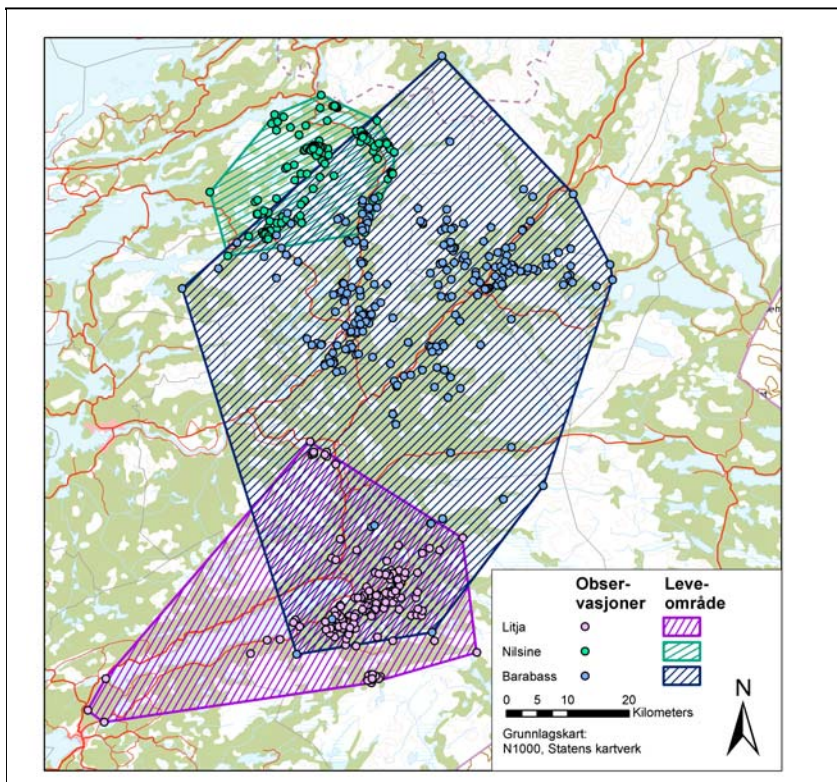 Obser-
vasjoner
Leve-
område
Litja
Nilsine
Barabass
0 5 10 20
Kilometers
Grunnlagskart:
N1000, Statens kartverk
N